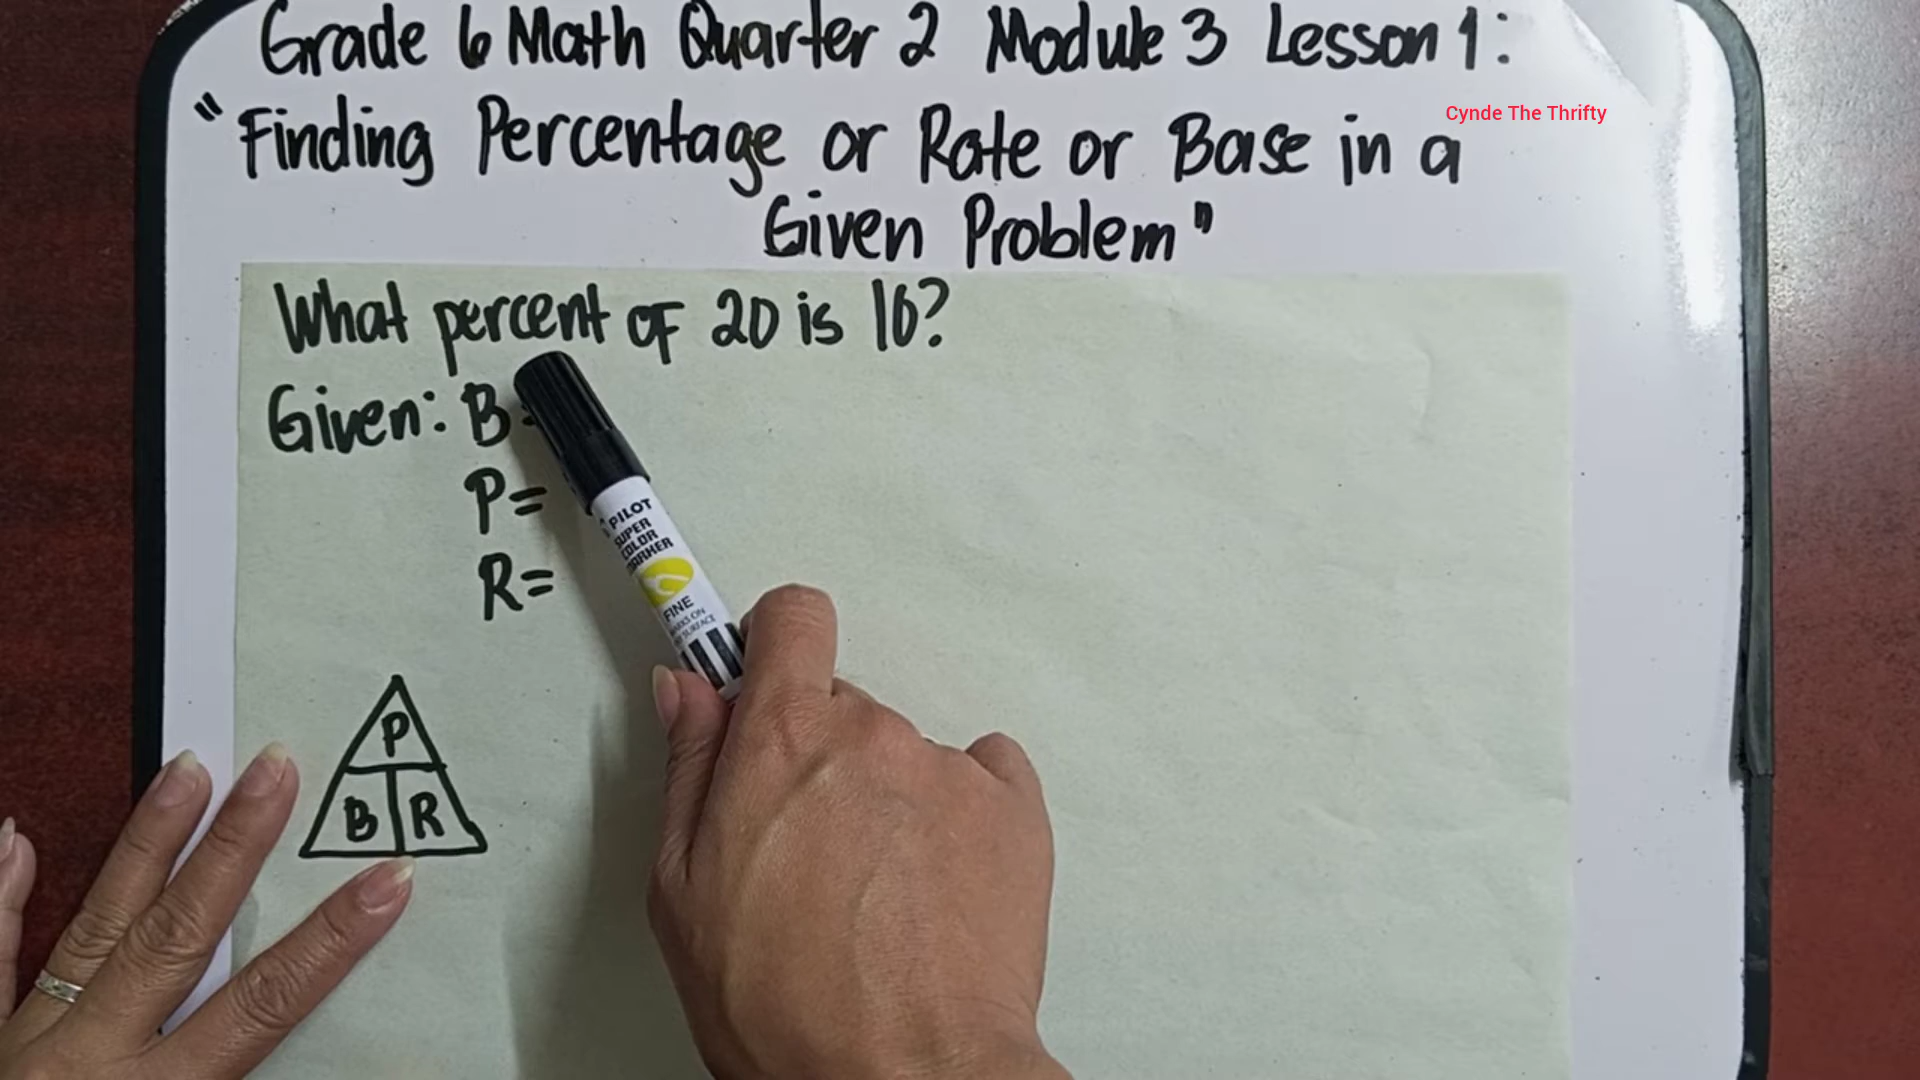 Grade 6 Math Quarter 2 Module 3 Lesson 1:
Cynde The Thrifty
"Finding Percentage or Rate or Base in a
Given Problem"
What percent of 20 is 16?
Given: B
P=
R=
PILOT
SUPER
COLOR
MARKER
FINE
P
B R